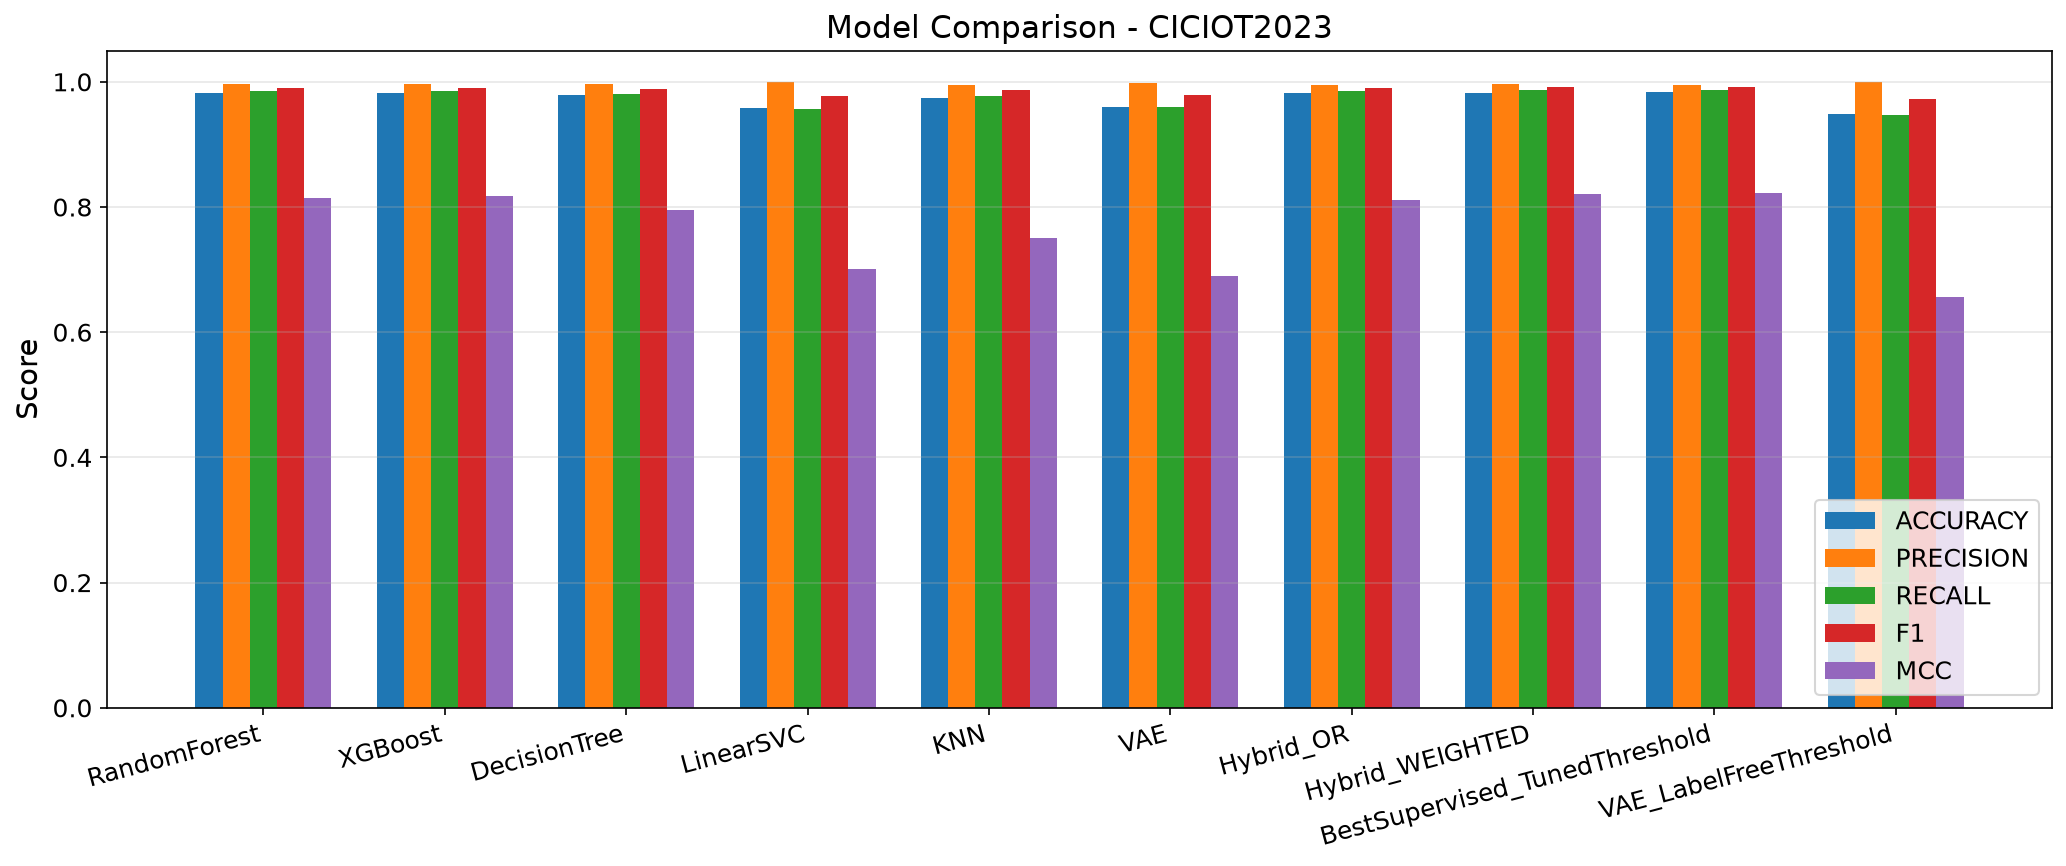 Model Comparison - CICIOT2023
Score
1.0
0.8
0.6
0.4
0.2
0.0
RandomForest
XGBoost
DecisionTree
LinearSVC
KNN
VAE
Hybrid_OR
Hybrid_WEIGHTED
BestSupervised_TunedThreshold
VAE_LabelFreeThreshold
ACCURACY
PRECISION
RECALL
F1
MCC